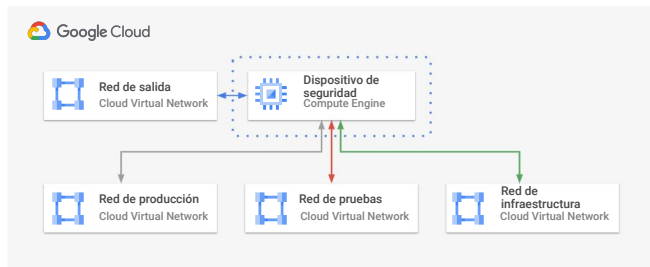 Google Cloud
Red de salida
Cloud Virtual Network
Dispositivo de
seguridad
Compute Engine
Red de producción
Cloud Virtual Network
Red de pruebas
Cloud Virtual Network
Red de
infraestructura
Cloud Virtual Network